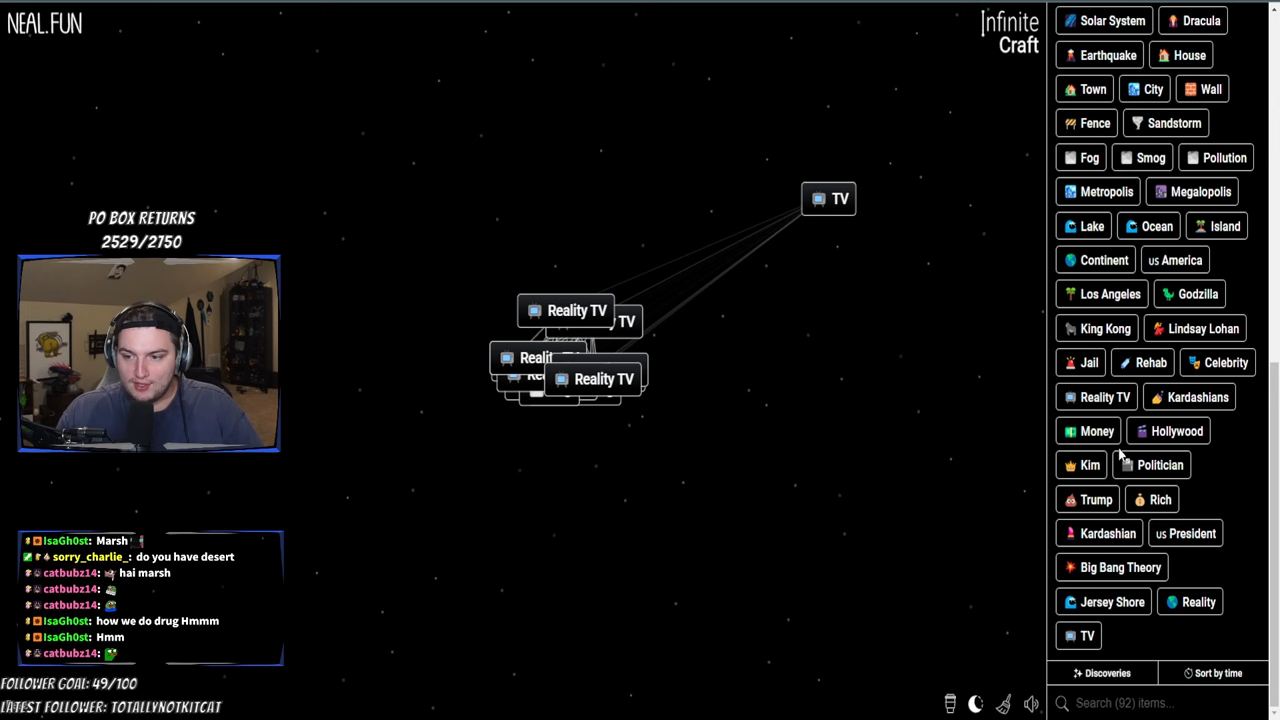 NEAL.FUN
Infinite
Craft
PO BOX RETURNS
2529/2750
IsaGh0st: Marsh
sorry_charlie_: do you have desert
catbubz14: hai marsh
catbubz14:
catbubz14:
IsaGh0st: how we do drug Hmmm
IsaGh0st: Hmm
catbubz14:
FOLLOWER GOAL: 49/100
LATEST FOLLOWER: TOTALLYNOTKITCAT
TV
Reality TV
TV
Reality TV
Solar System Dracula
Earthquake House
Town City Wall
Fence Sandstorm
Fog Smog Pollution
Metropolis Megalopolis
Lake Ocean Island
Continent US America
Los Angeles Godzilla
King Kong Lindsay Lohan
Jail Rehab Celebrity
Reality TV Kardashians
Money Hollywood
Kim Politician
Trump Rich
Kardashian US President
Big Bang Theory
Jersey Shore Reality
TV
Discoveries Sort by time
Search (92) items...